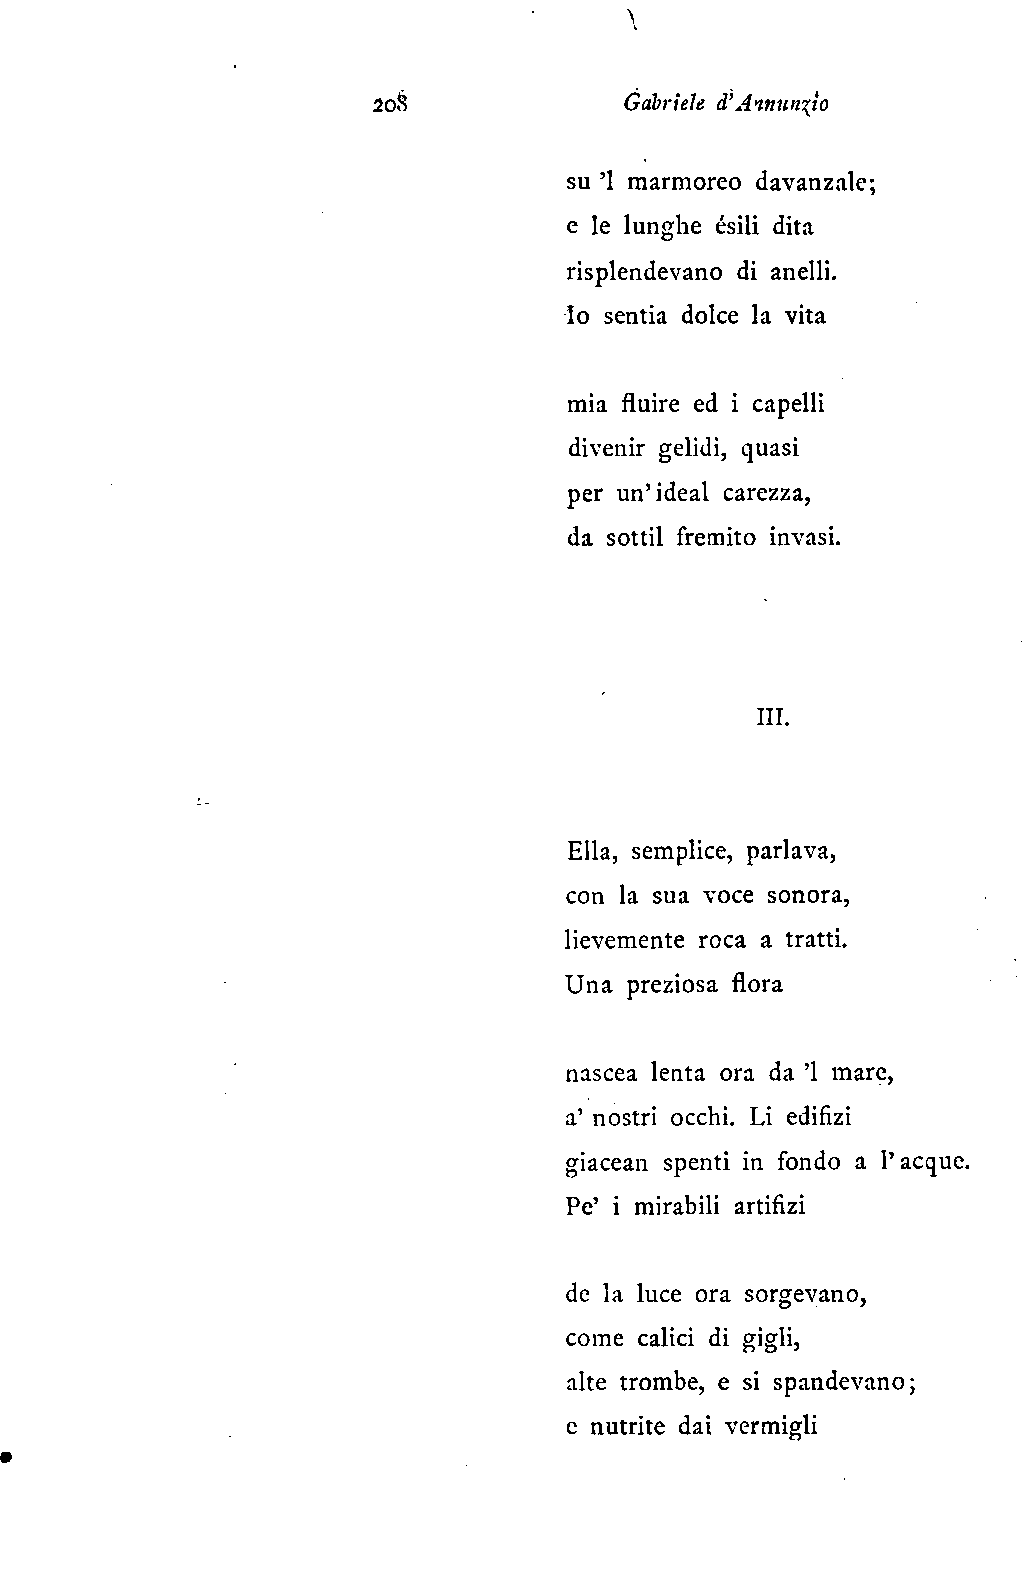 208 Gabriele d'Annunzio
su 'l marmoreo davanzale;
e le lunghe ésili dita
risplendevano di anelli.
Io sentia dolce la vita
mia fluire ed i capelli
divenir gelidi, quasi
per un' ideal carezza,
da sottil fremito invasi.
III.
Ella, semplice, parlava,
con la sua voce sonora,
lievemente roca a tratti.
Una preziosa flora
nascea lenta ora da 'l mare,
a' nostri occhi. Li edifizi
giacean spenti in fondo a l' acque.
Pe' i mirabili artifizi
de la luce ora sorgevano,
come calici di gigli,
alte trombe, e si spandevano;
e nutrite dai vermigli